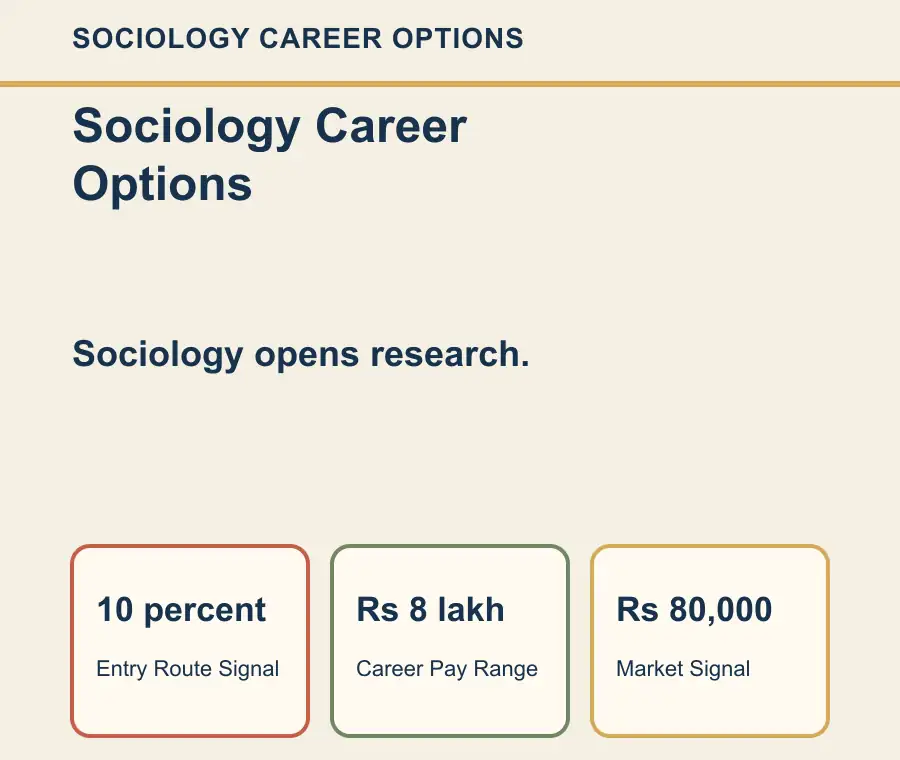 SOCIOLOGY CAREER OPTIONS
Sociology Career
Options
Sociology opens research.
10 percent
Entry Route Signal
Rs 8 lakh
Career Pay Range
Rs 80,000
Market Signal